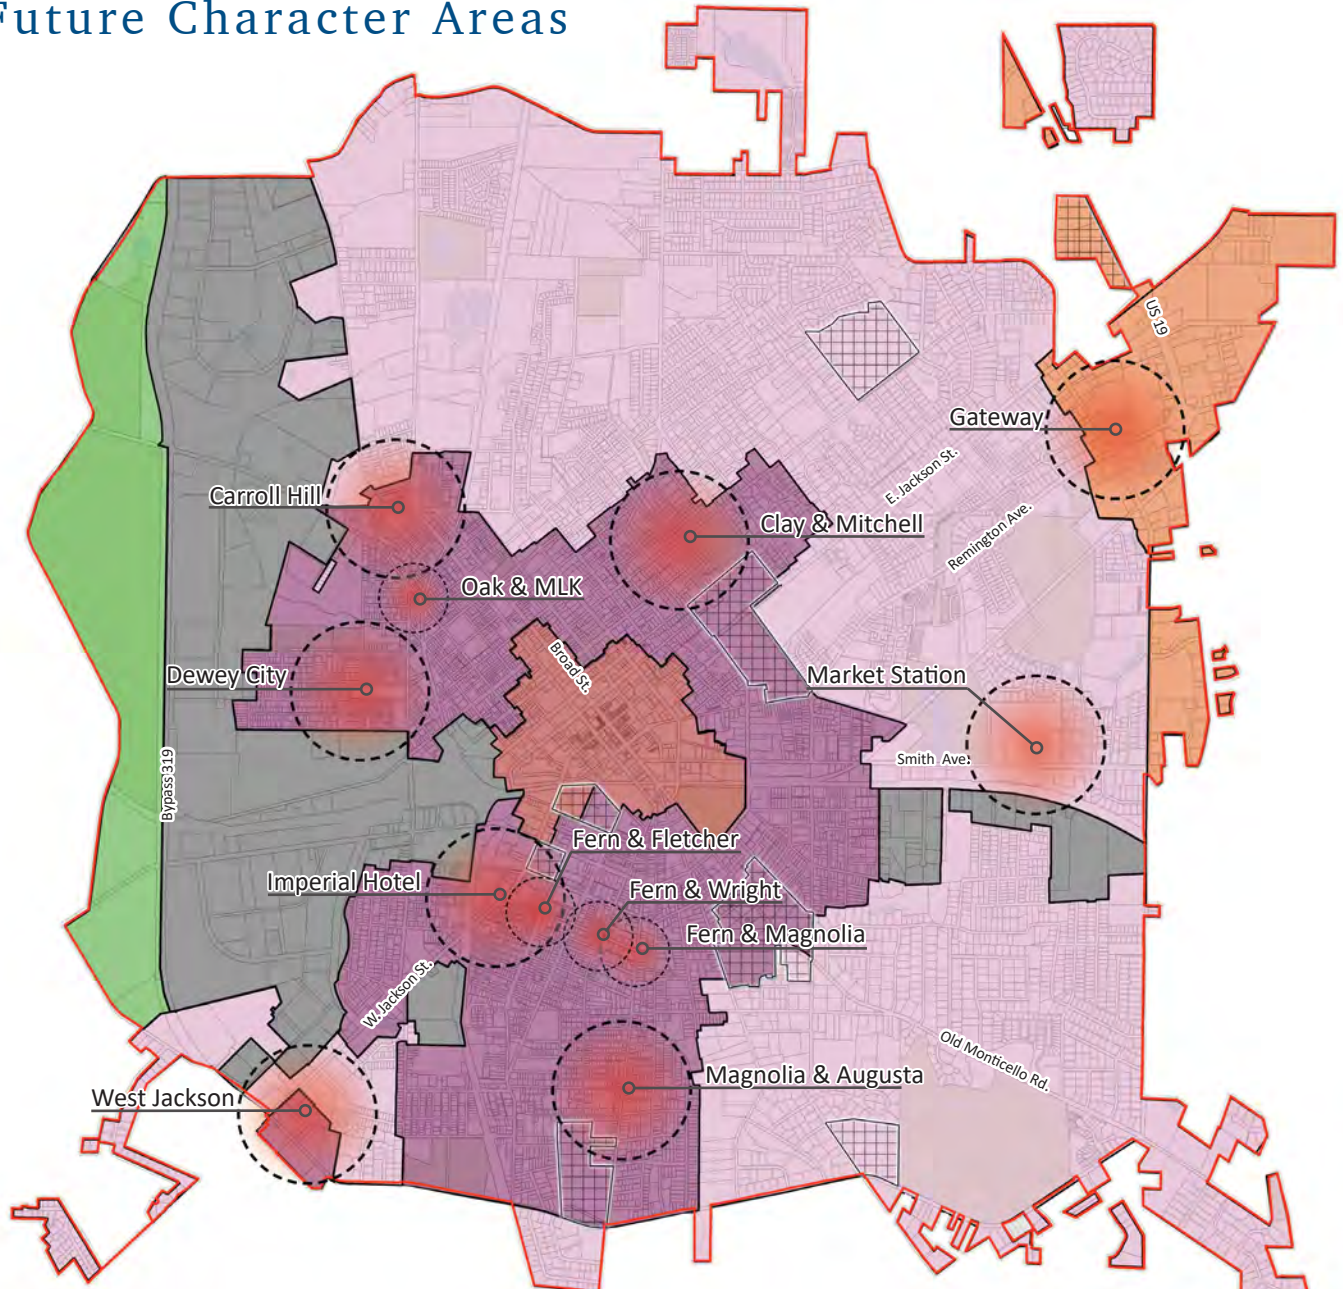 Future Character Areas
US 19
Gateway
E. Jackson St.
Carroll Hill
Clay & Mitchell
Remington Ave.
Oak & MLK
Broad St.
Dewey City
Market Station
Bypass 319
Smith Ave.
Fern & Fletcher
Imperial Hotel
Fern & Wright
Fern & Magnolia
W. Jackson St.
Old Monticello Rd.
Magnolia & Augusta
West Jackson